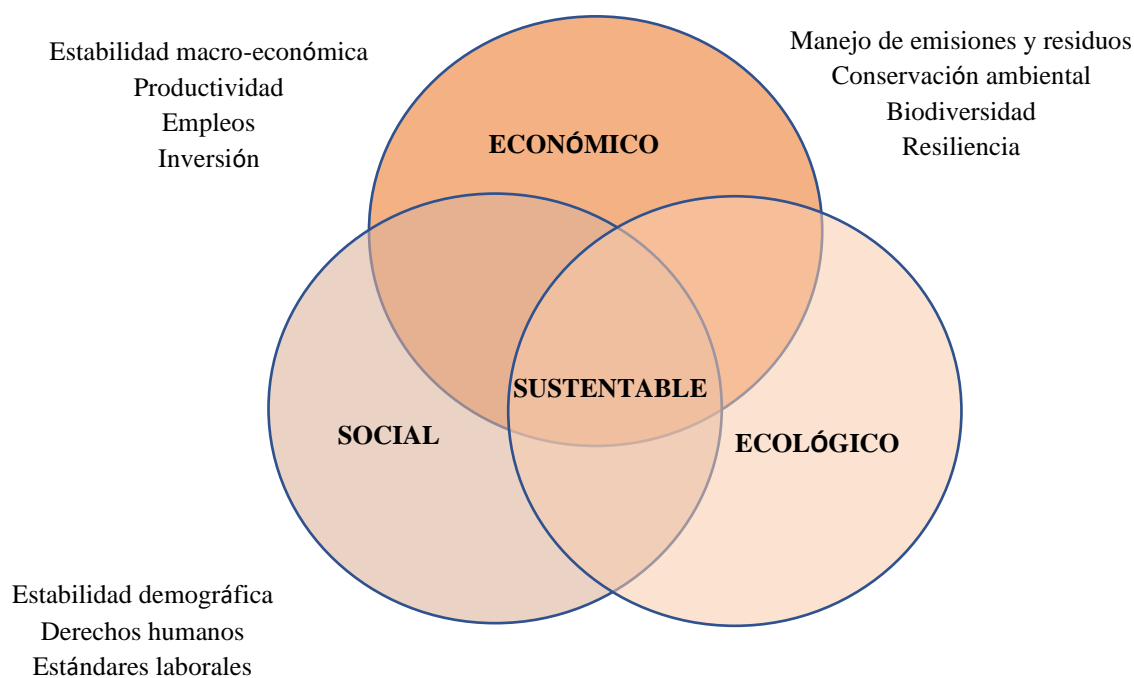 Estabilidad macro-económica
Productividad
Empleos
Inversión
Manejo de emisiones y residuos
Conservación ambiental
Biodiversidad
Resiliencia
ECONÓMICO
SUSTENTABLE
SOCIAL
ECOLÓGICO
Estabilidad demográfica
Derechos humanos
Estándares laborales